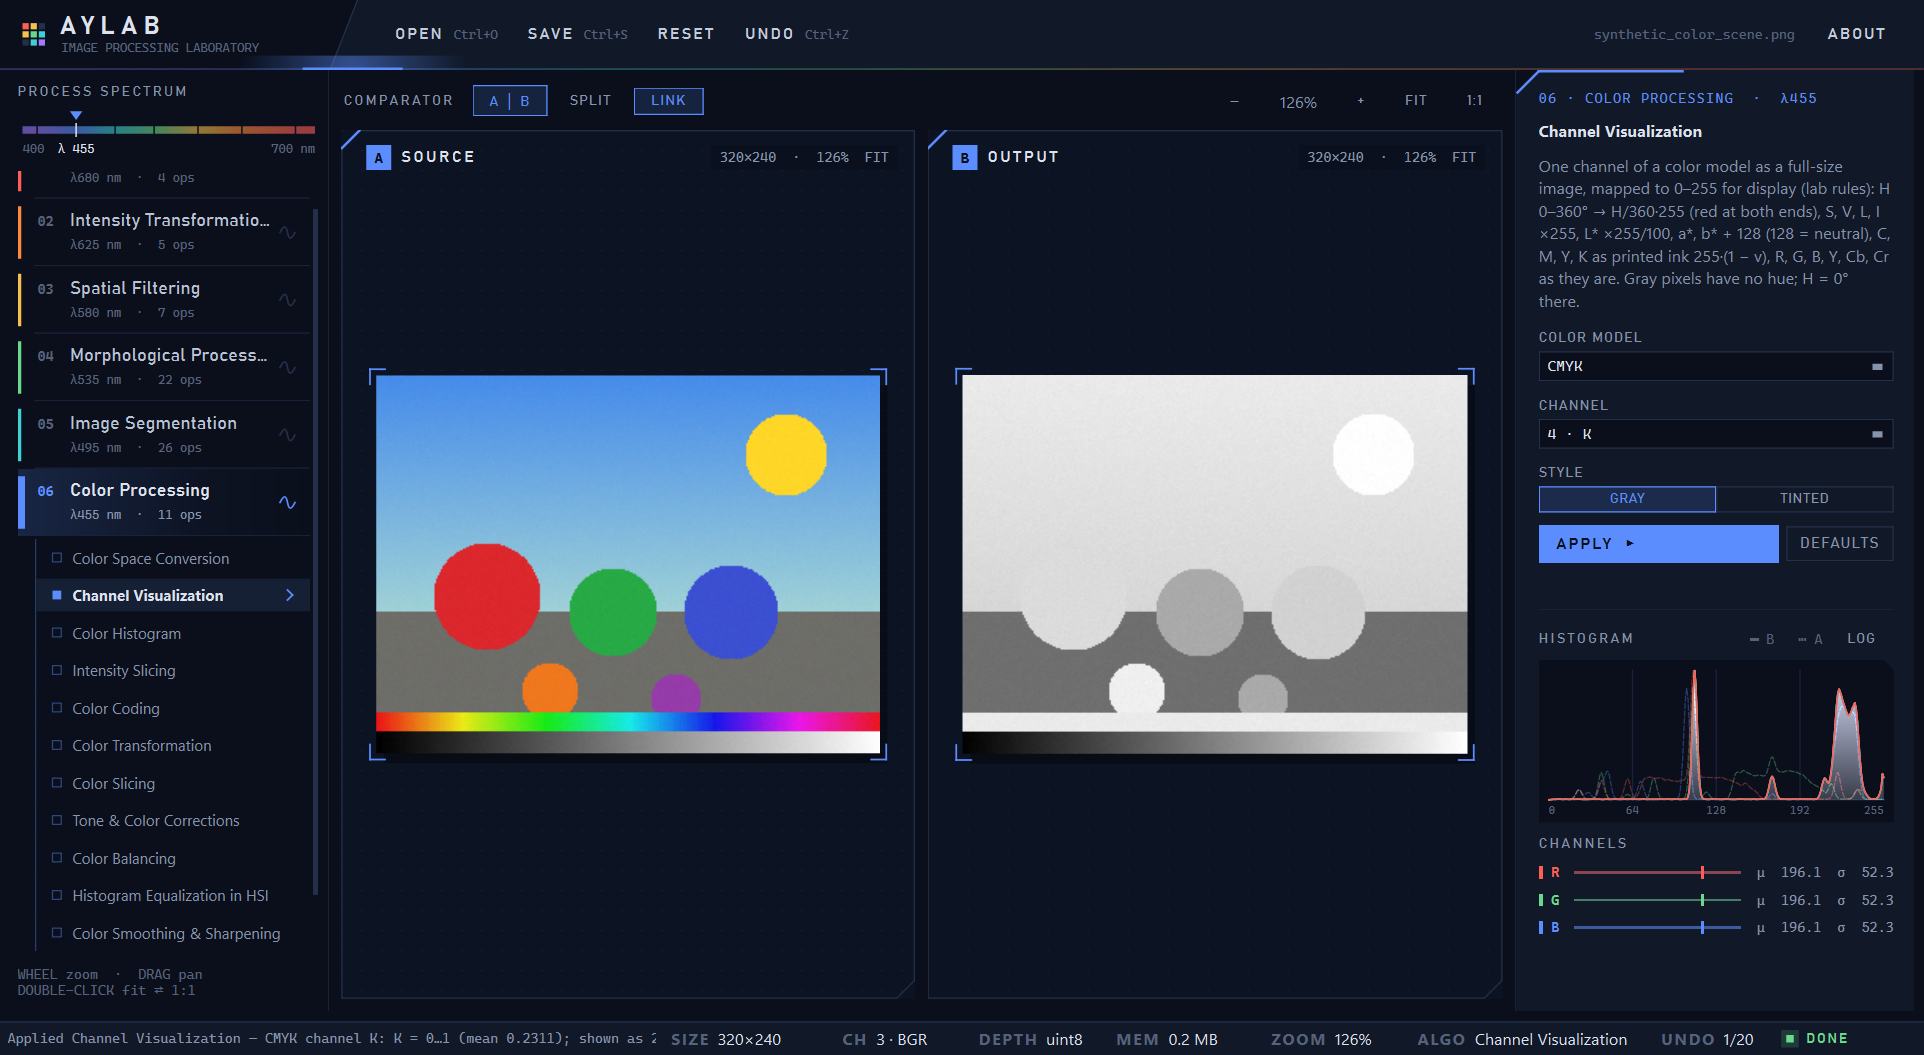 AYLAB
IMAGE PROCESSING LABORATORY
OPEN Ctrl+O SAVE Ctrl+S RESET UNDO Ctrl+Z
synthetic_color_scene.png ABOUT
PROCESS SPECTRUM
400 λ 455 700 nm
λ680 nm · 4 ops
02 Intensity Transformatio…
λ625 nm · 5 ops
03 Spatial Filtering
λ580 nm · 7 ops
04 Morphological Process…
λ535 nm · 22 ops
05 Image Segmentation
λ495 nm · 26 ops
06 Color Processing
λ455 nm · 11 ops
Color Space Conversion
Channel Visualization
Color Histogram
Intensity Slicing
Color Coding
Color Transformation
Color Slicing
Tone & Color Corrections
Color Balancing
Histogram Equalization in HSI
Color Smoothing & Sharpening
WHEEL zoom · DRAG pan
DOUBLE-CLICK fit ⇄ 1:1
COMPARATOR A | B SPLIT LINK − 126% + FIT 1:1
A SOURCE 320×240 · 126% FIT
B OUTPUT 320×240 · 126% FIT
06 · COLOR PROCESSING · λ455
Channel Visualization
One channel of a color model as a full-size
image, mapped to 0–255 for display (lab rules): H
0–360° → H/360·255 (red at both ends), S, V, L, I
×255, L* ×255/100, a*, b* + 128 (128 = neutral), C,
M, Y, K as printed ink 255·(1 − v), R, G, B, Y, Cb, Cr
as they are. Gray pixels have no hue; H = 0°
there.
COLOR MODEL
CMYK
CHANNEL
4 · K
STYLE
GRAY TINTED
APPLY ▸ DEFAULTS
HISTOGRAM B A LOG
0 64 128 192 255
CHANNELS
R μ 196.1 σ 52.3
G μ 196.1 σ 52.3
B μ 196.1 σ 52.3
Applied Channel Visualization — CMYK channel K: K = 0…1 (mean 0.2311); shown as SIZE 320×240 CH 3 · BGR DEPTH uint8 MEM 0.2 MB ZOOM 126% ALGO Channel Visualization UNDO 1/20 DONE